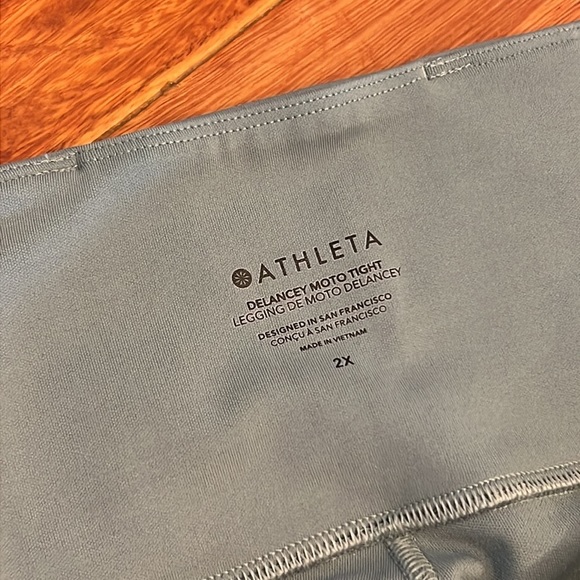 ATHLETA
DELANCEY MOTO TIGHT
LEGGING DE MOTO DELANCEY
DESIGNED IN SAN FRANCISCO
CONÇU À SAN FRANCISCO
MADE IN VIETNAM
2X